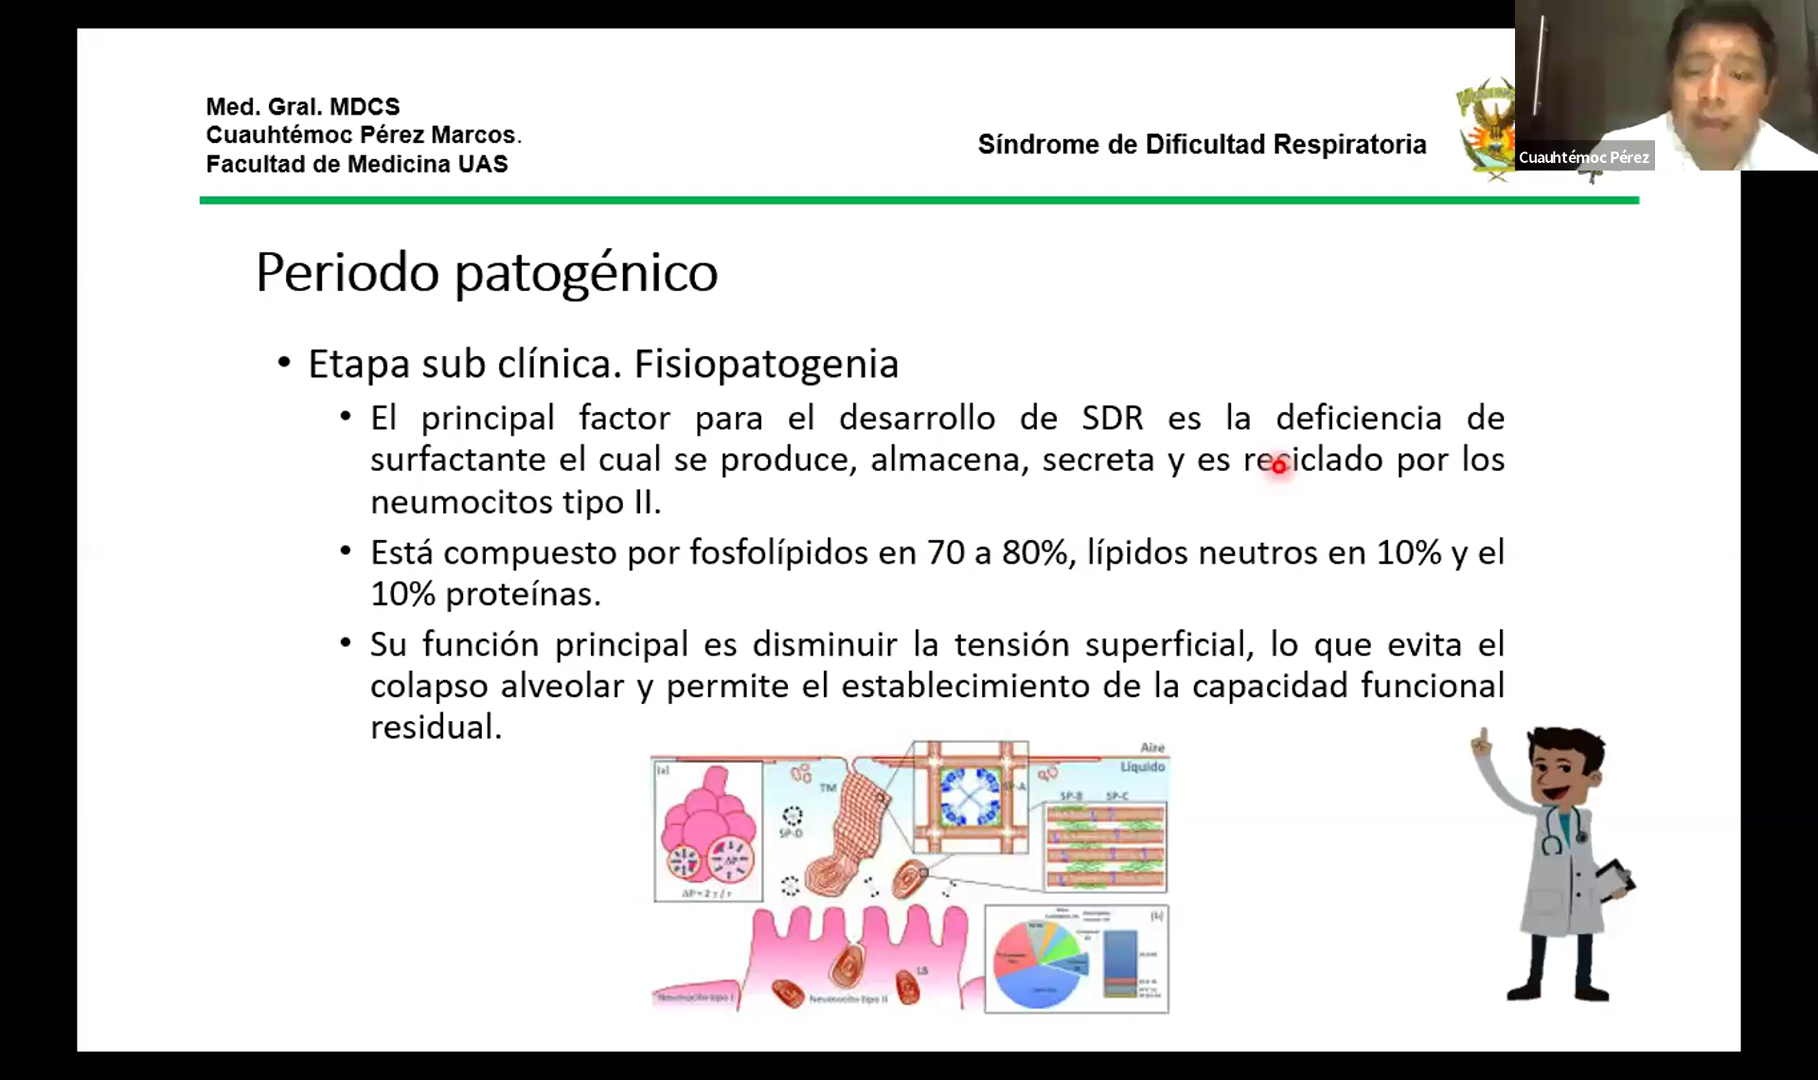 Med. Gral. MDCS
Cuauhtémoc Pérez Marcos.
Facultad de Medicina UAS
Síndrome de Dificultad Respiratoria
Cuauhtémoc Pérez
Periodo patogénico
• Etapa sub clínica. Fisiopatogenia
• El principal factor para el desarrollo de SDR es la deficiencia de
surfactante el cual se produce, almacena, secreta y es reciclado por los
neumocitos tipo II.
• Está compuesto por fosfolípidos en 70 a 80%, lípidos neutros en 10% y el
10% proteínas.
• Su función principal es disminuir la tensión superficial, lo que evita el
colapso alveolar y permite el establecimiento de la capacidad funcional
residual.
Aire
Líquido
(a)
TM
SP-A
SP-B SP-C
SP-D
ΔP
ΔP = 2 γ / r
(b)
LB
Neumocito tipo I
Neumocito tipo II